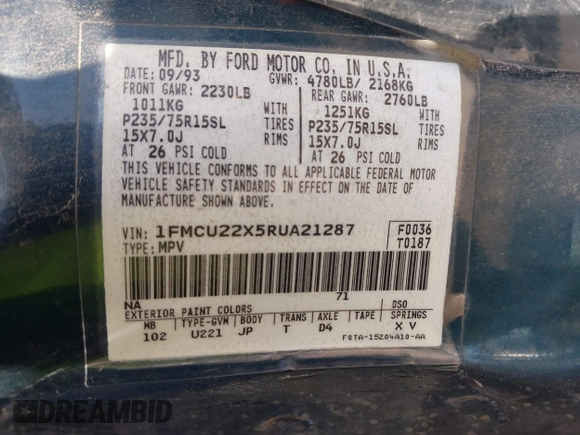 MFD. BY FORD MOTOR CO. IN U.S.A.
DATE: 09/93 GVWR: 4780LB/ 2168KG
FRONT GAWR: 2230LB REAR GAWR: 2760LB
1011KG WITH 1251KG WITH
P235/75R15SL TIRES P235/75R15SL TIRES
15X7.0J RIMS 15X7.0J RIMS
AT 26 PSI COLD AT 26 PSI COLD
THIS VEHICLE CONFORMS TO ALL APPLICABLE FEDERAL MOTOR
VEHICLE SAFETY STANDARDS IN EFFECT ON THE DATE OF
MANUFACTURE SHOWN ABOVE.
VIN: 1FMCU22X5RUA21287 F0036
TYPE: MPV T0187
NA 71
EXTERIOR PAINT COLORS DSO
WB TYPE-GVM BODY TRANS AXLE TAPE SPRINGS
102 U221 JP T D4 X V
F0TA-15204A10-AA
DREAMBID